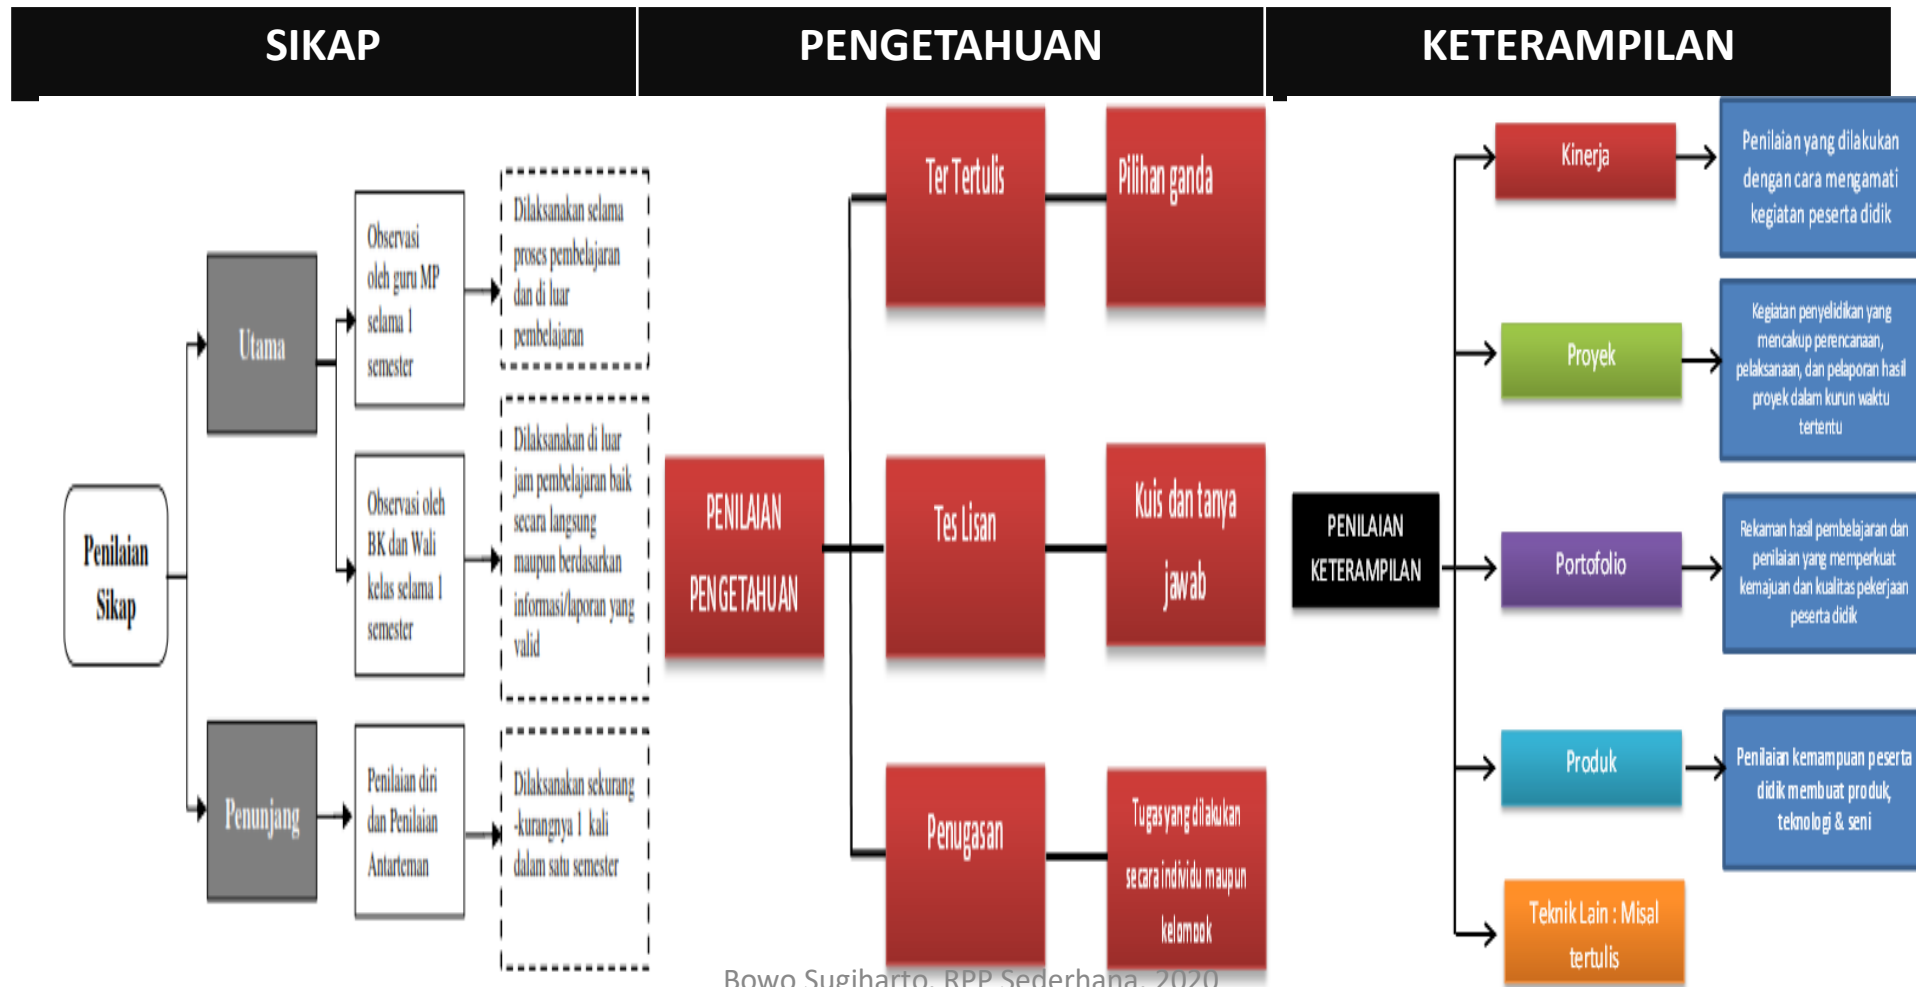 SIKAP
PENGETAHUAN
KETERAMPILAN
Penilaian
Sikap
Utama
Observasi
oleh guru MP
selama 1
semester
Dilaksanakan selama
proses pembelajaran
dan di luar
pembelajaran
Observasi oleh
BK dan Wali
kelas selama 1
semester
Dilaksanakan di luar
jam pembelajaran baik
secara langsung
maupun berdasarkan
informasi/laporan yang
valid
Penunjang
Penilaian diri
dan Penilaian
Antarteman
Dilaksanakan sekurang
-kurangnya 1 kali
dalam satu semester
PENILAIAN
PENGETAHUAN
Ter Tertulis
Pilihan ganda
Tes Lisan
Kuis dan tanya
jawab
Penugasan
Tugas yang dilakukan
secara individu maupun
kelompok
PENILAIAN
KETERAMPILAN
Kinerja
Penilaian yang dilakukan
dengan cara mengamati
kegiatan peserta didik
Proyek
Kegiatan penyelidikan yang
mencakup perencanaan,
pelaksanaan, dan pelaporan hasil
proyek dalam kurun waktu
tertentu
Portofolio
Rekaman hasil pembelajaran dan
penilaian yang memperkuat
kemajuan dan kualitas pekerjaan
peserta didik
Produk
Penilaian kemampuan peserta
didik membuat produk,
teknologi & seni
Teknik Lain : Misal
tertulis
Bowo Sugiharto, RPP Sederhana, 2020